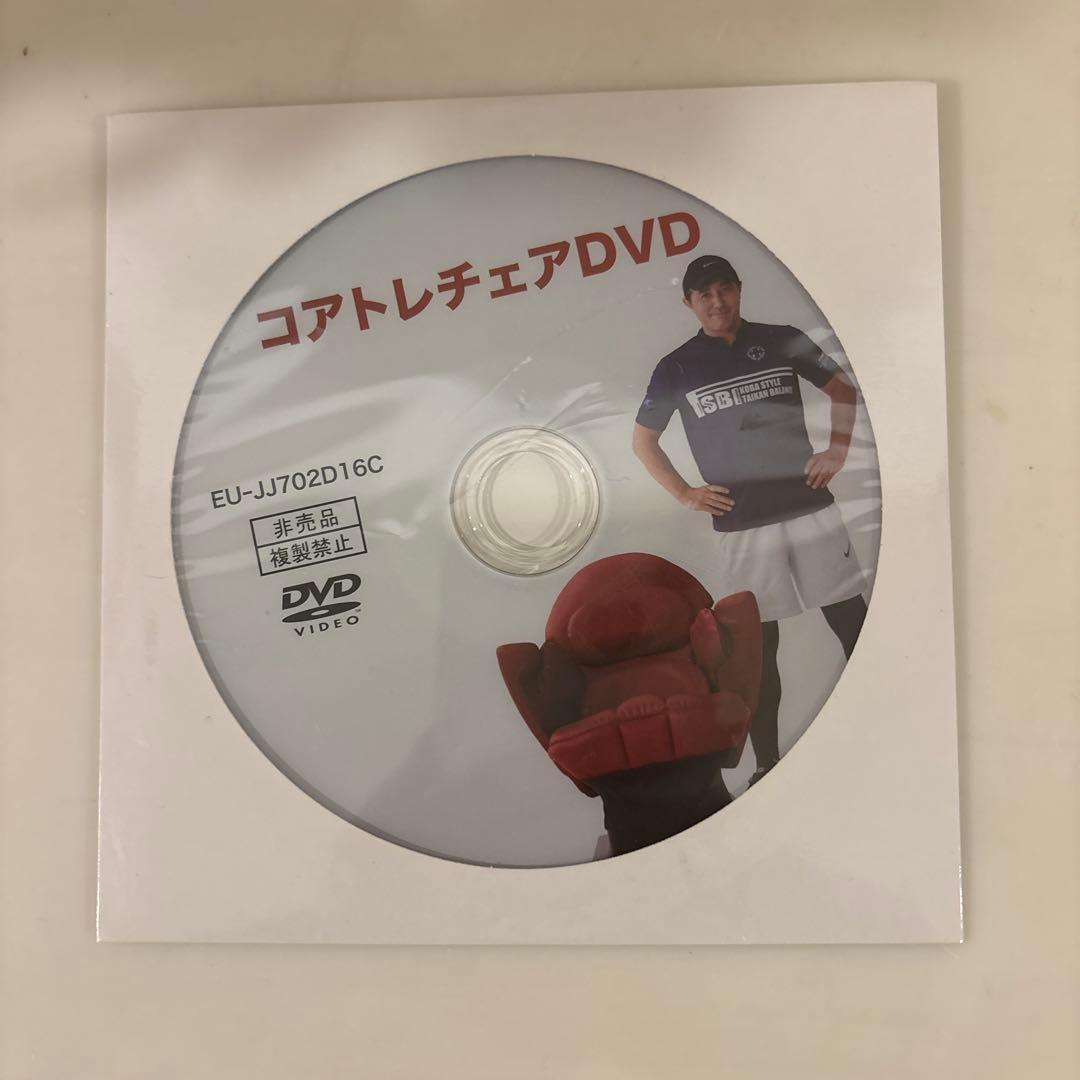 コアトレチェアDVD
KOBA STYLE
TAIKAN BALANCE
EU-JJ702D16C
非売品
複製禁止
DVD
VIDEO